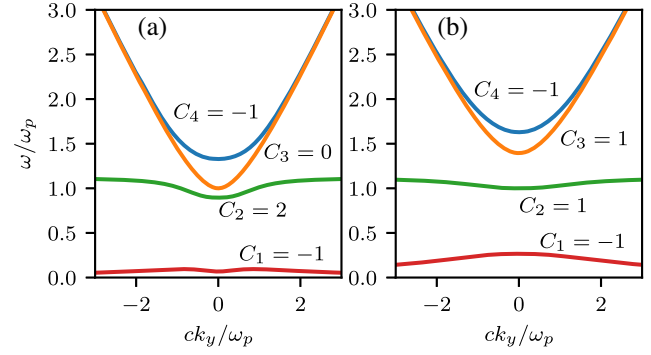 (a)
(b)
3.0
2.5
2.0
1.5
1.0
0.5
0.0
ω/ω_p
C_4 = −1
C_3 = 0
C_2 = 2
C_1 = −1
−2
0
2
ck_y/ω_p
3.0
2.5
2.0
1.5
1.0
0.5
0.0
C_4 = −1
C_3 = 1
C_2 = 1
C_1 = −1
−2
0
2
ck_y/ω_p